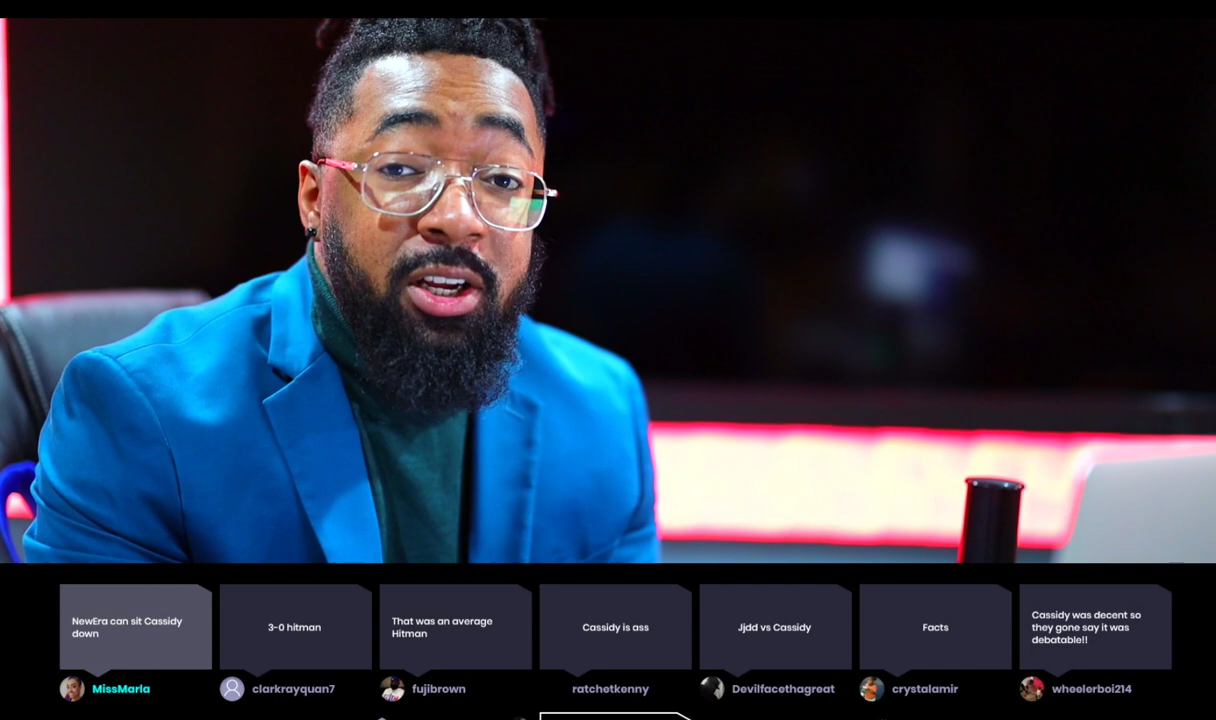 NewEra can sit Cassidy
down
3-0 hitman
That was an average
Hitman
Cassidy is ass
Jjdd vs Cassidy
Facts
Cassidy was decent so
they gone say it was
debatable!!
MissMarla
clarkrayquan7
fujibrown
ratchetkenny
Devilfacethagreat
crystalamir
wheelerboi214